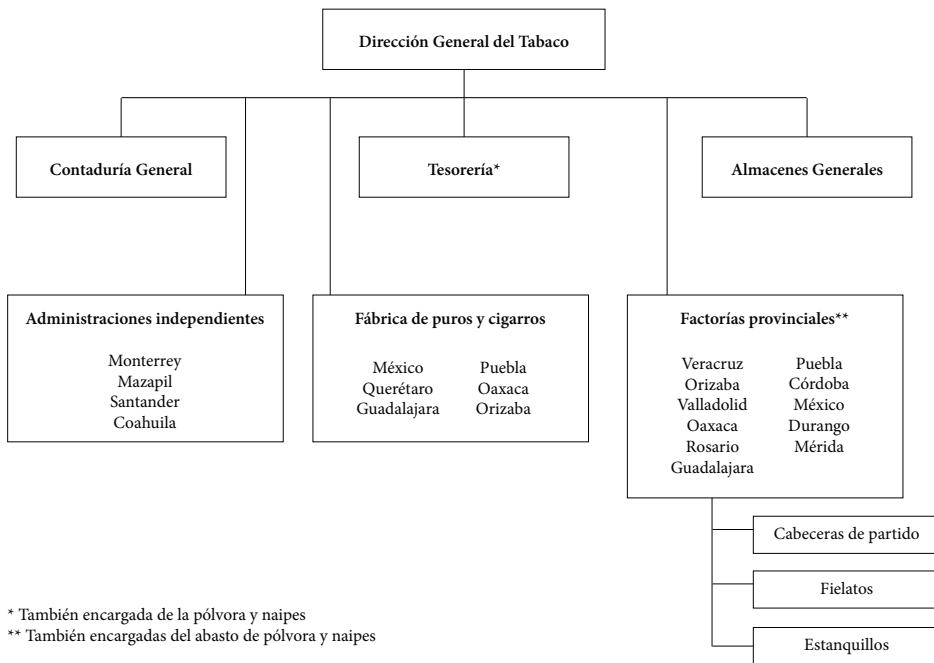 Dirección General del Tabaco
Contaduría General
Tesorería*
Almacenes Generales
Administraciones independientes
Monterrey
Mazapil
Santander
Coahuila
Fábrica de puros y cigarros
México Puebla
Querétaro Oaxaca
Guadalajara Orizaba
Factorías provinciales**
Veracruz Puebla
Orizaba Córdoba
Valladolid México
Oaxaca Durango
Rosario Mérida
Guadalajara
Cabeceras de partido
Fielatos
Estanquillos
* También encargada de la pólvora y naipes
** También encargadas del abasto de pólvora y naipes